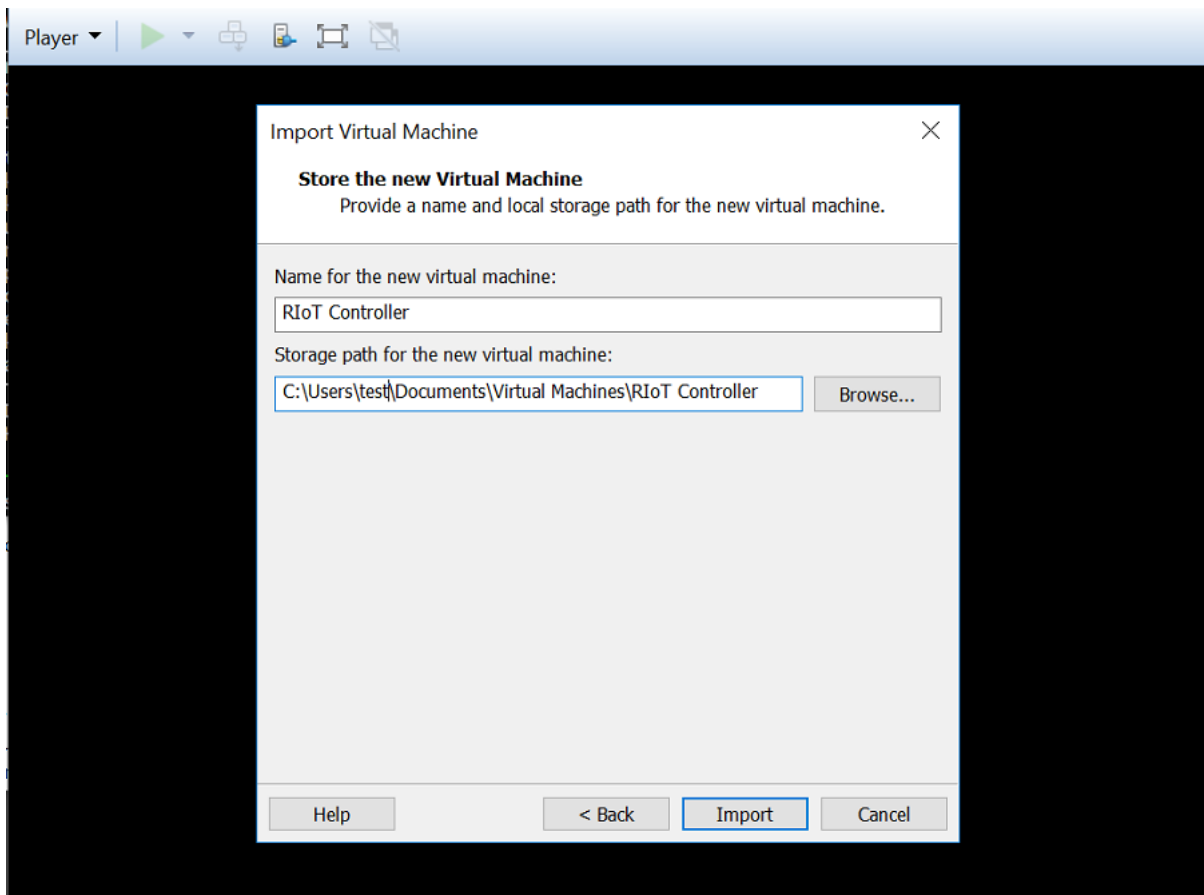 Player
Import Virtual Machine
Store the new Virtual Machine
Provide a name and local storage path for the new virtual machine.
Name for the new virtual machine:
RIoT Controller
Storage path for the new virtual machine:
C:\Users\test\Documents\Virtual Machines\RIoT Controller
Browse...
Help
< Back
Import
Cancel